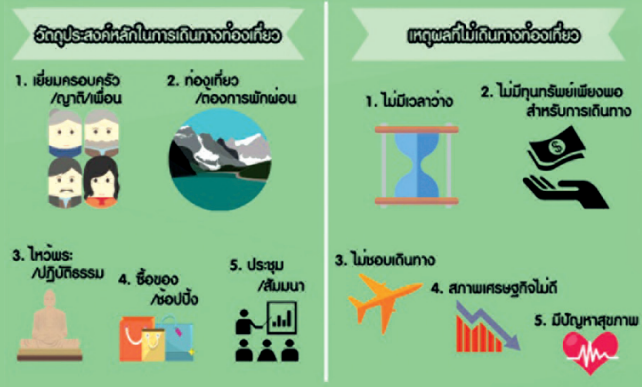 วัตถุประสงค์หลักในการเดินทางท่องเที่ยว
1. เยี่ยมครอบครัว
/ญาติ/เพื่อน
2. ท่องเที่ยว
/ต้องการพักผ่อน
3. ไหว้พระ
/ปฏิบัติธรรม
4. ซื้อของ
/ช้อปปิ้ง
5. ประชุม
/สัมมนา
เหตุผลที่ไม่เดินทางท่องเที่ยว
1. ไม่มีเวลาว่าง
2. ไม่มีทุนทรัพย์เพียงพอ
สำหรับการเดินทาง
3. ไม่ชอบเดินทาง
4. สภาพเศรษฐกิจไม่ดี
5. มีปัญหาสุขภาพ